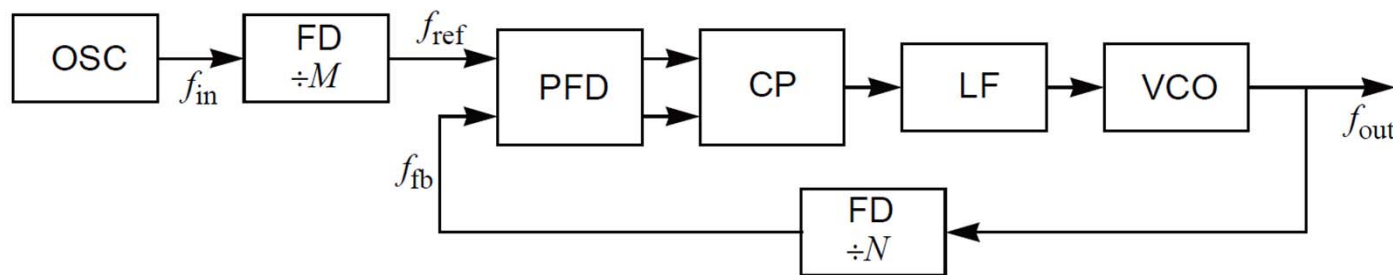 OSC
f_in
FD
÷M
f_ref
PFD
CP
LF
VCO
f_out
f_fb
FD
÷N